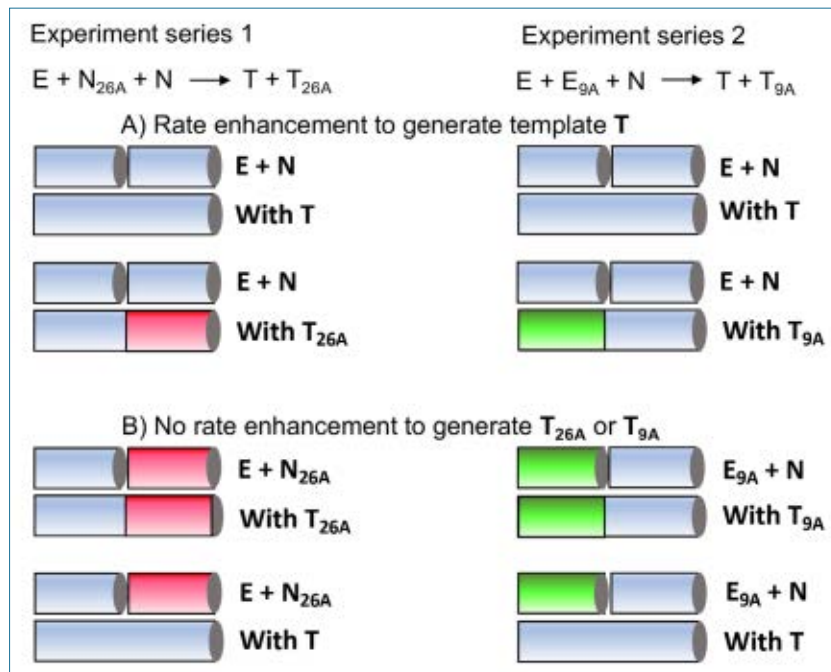 Experiment series 1
E + N26A + N ⟶ T + T26A
Experiment series 2
E + E9A + N ⟶ T + T9A
A) Rate enhancement to generate template T
E + N
With T
E + N
With T26A
E + N
With T
E + N
With T9A
B) No rate enhancement to generate T26A or T9A
E + N26A
With T26A
E + N26A
With T
E9A + N
With T9A
E9A + N
With T